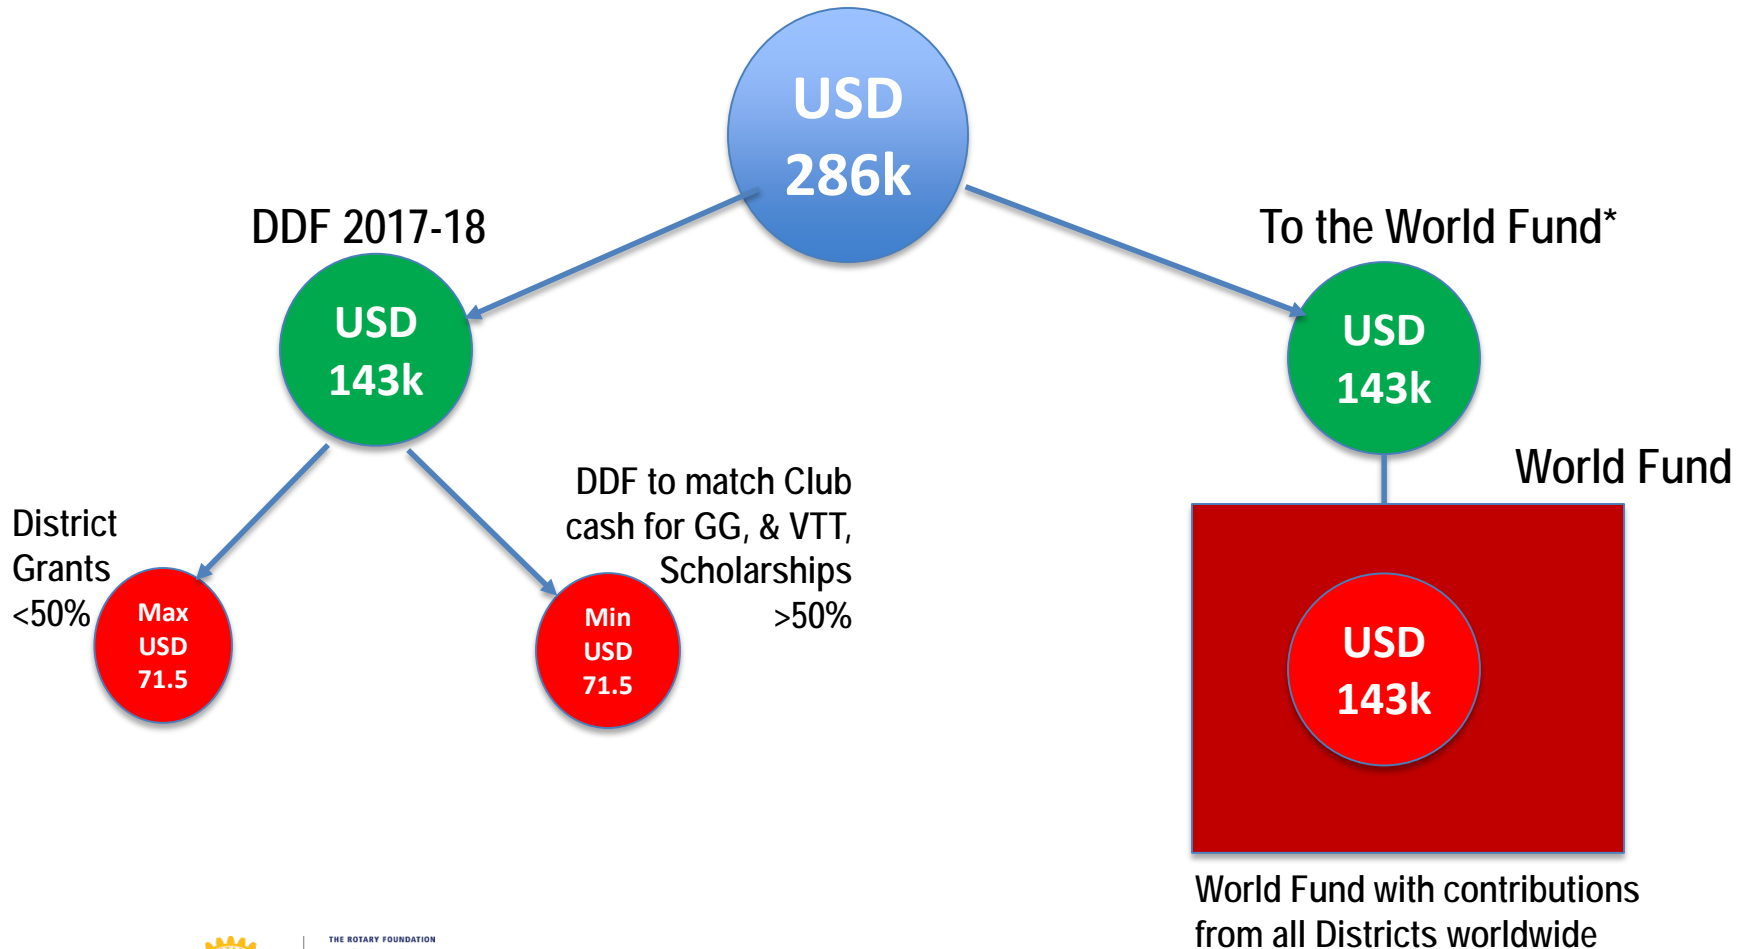 USD
286k
DDF 2017-18
To the World Fund*
USD
143k
USD
143k
World Fund
District
Grants
<50%
DDF to match Club
cash for GG, & VTT,
Scholarships
>50%
Max
USD
71.5
Min
USD
71.5
USD
143k
World Fund with contributions
from all Districts worldwide
THE ROTARY FOUNDATION